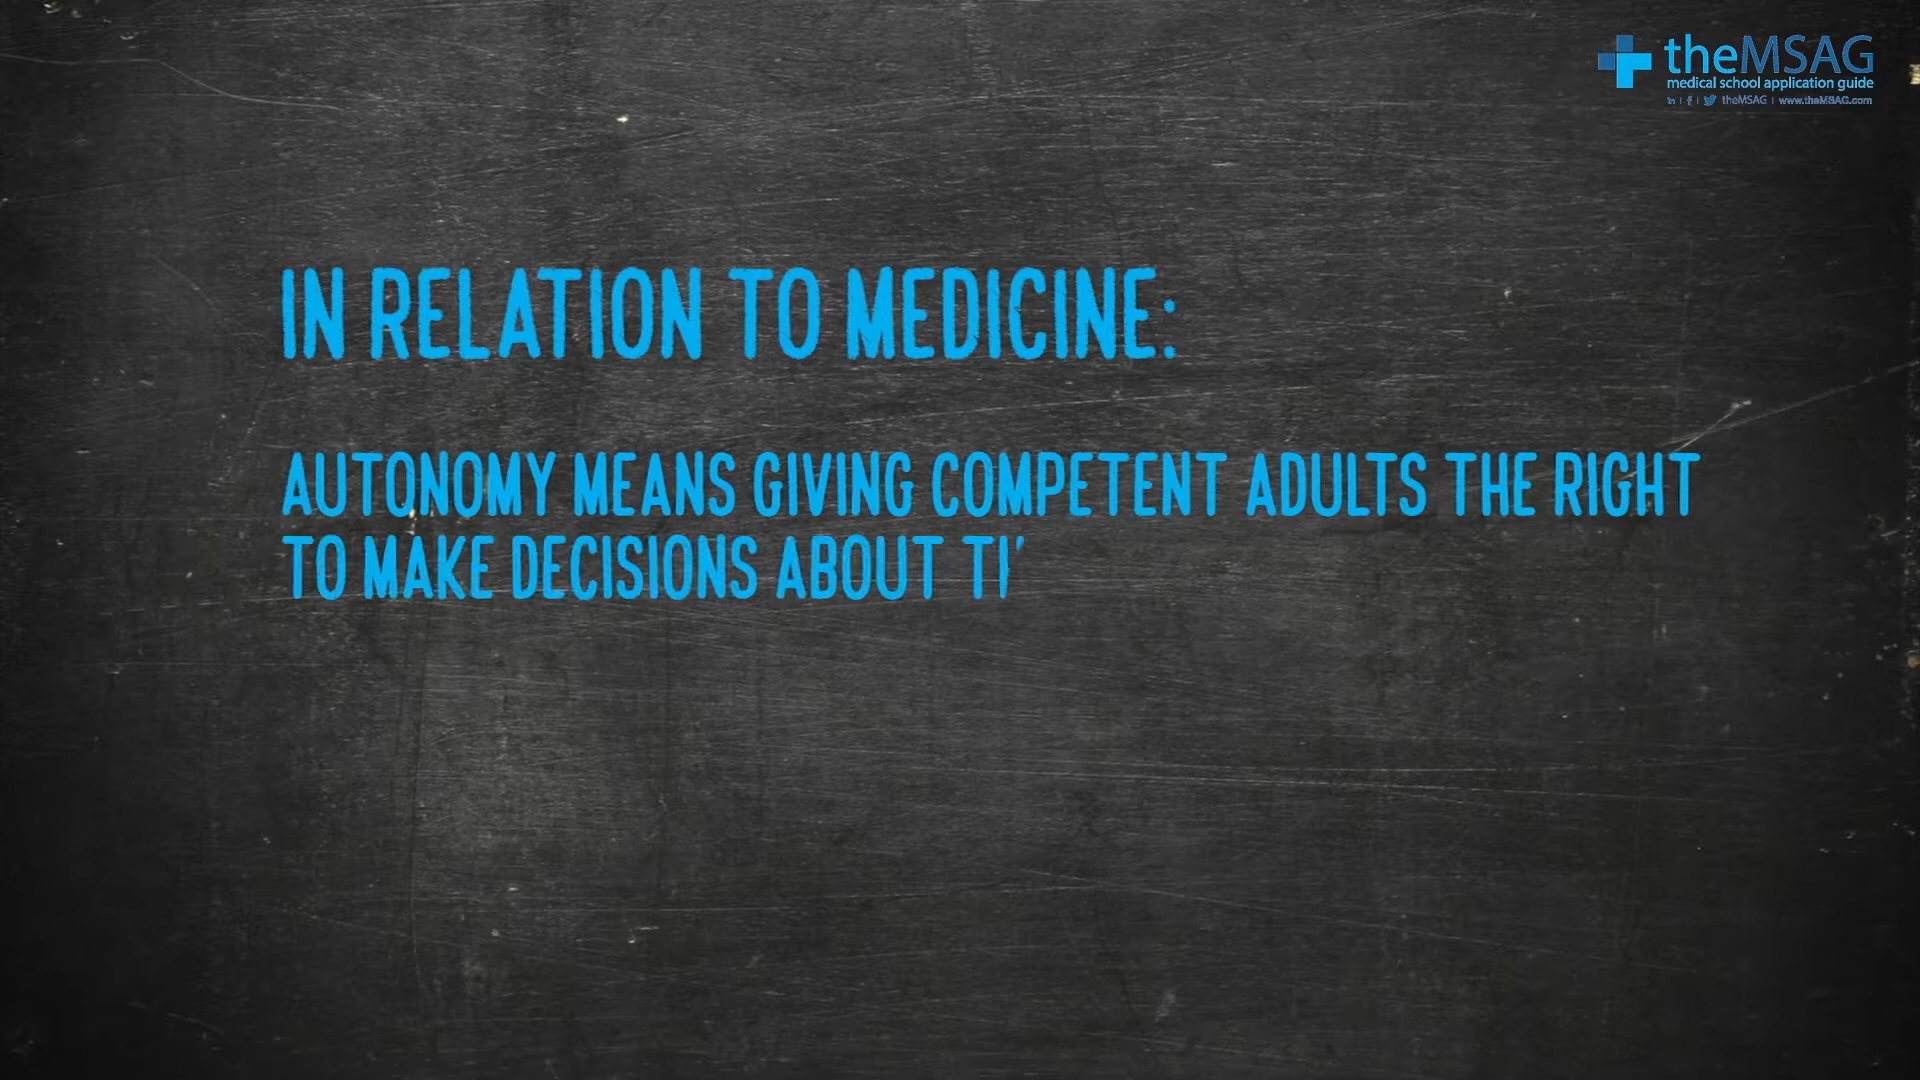 theMSAG
medical school application guide
theMSAG | www.theMSAG.com
IN RELATION TO MEDICINE:
AUTONOMY MEANS GIVING COMPETENT ADULTS THE RIGHT
TO MAKE DECISIONS ABOUT